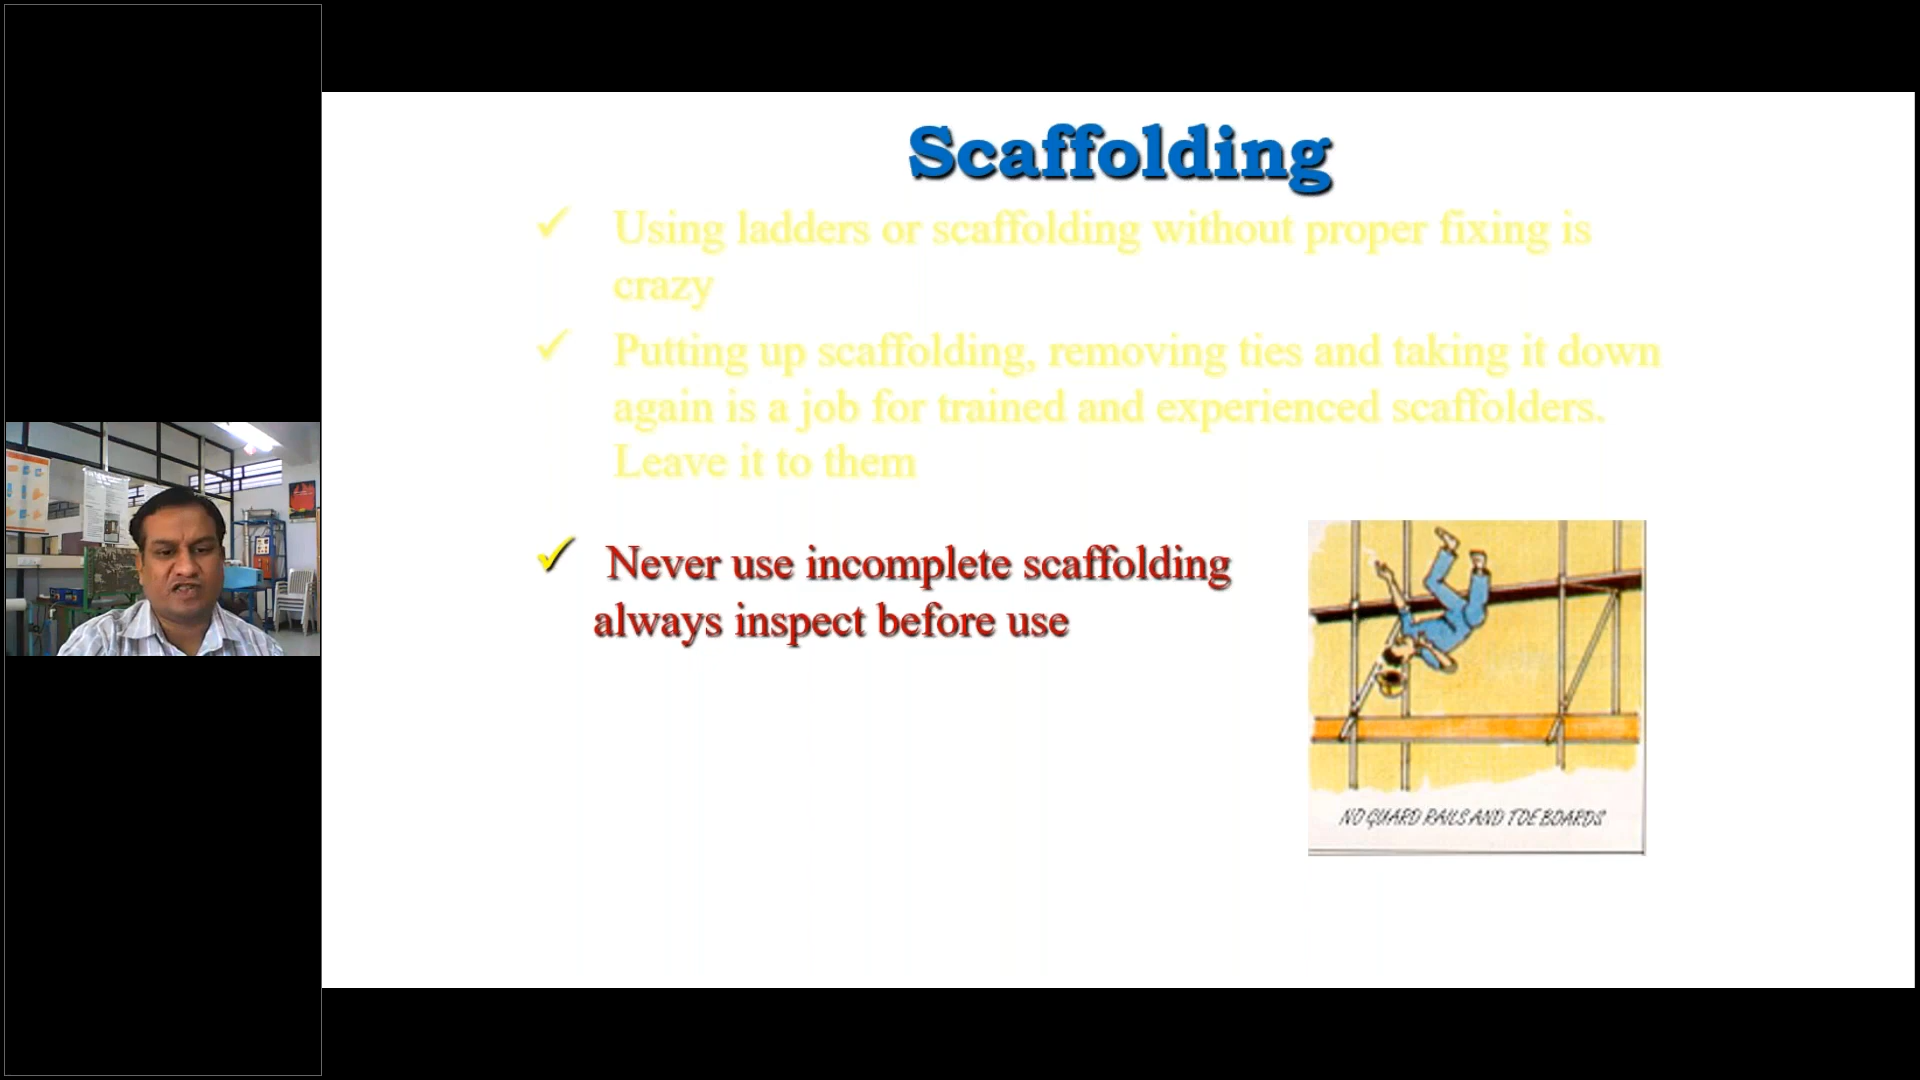 Scaffolding
Using ladders or scaffolding without proper fixing is
crazy
Putting up scaffolding, removing ties and taking it down
again is a job for trained and experienced scaffolders.
Leave it to them
Never use incomplete scaffolding
always inspect before use
NO GUARD RAILS AND TOE BOARDS